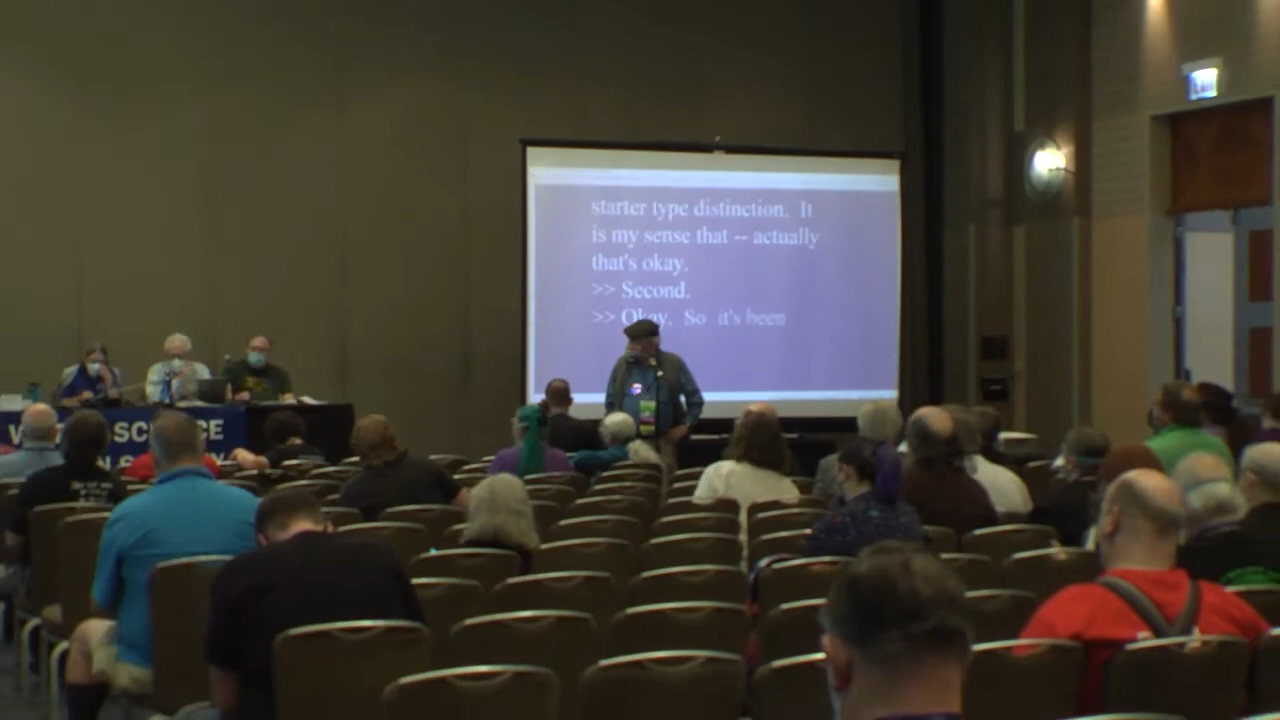 starter type distinction. It
is my sense that -- actually
that's okay.
>> Second.
>> Okay. So it's been